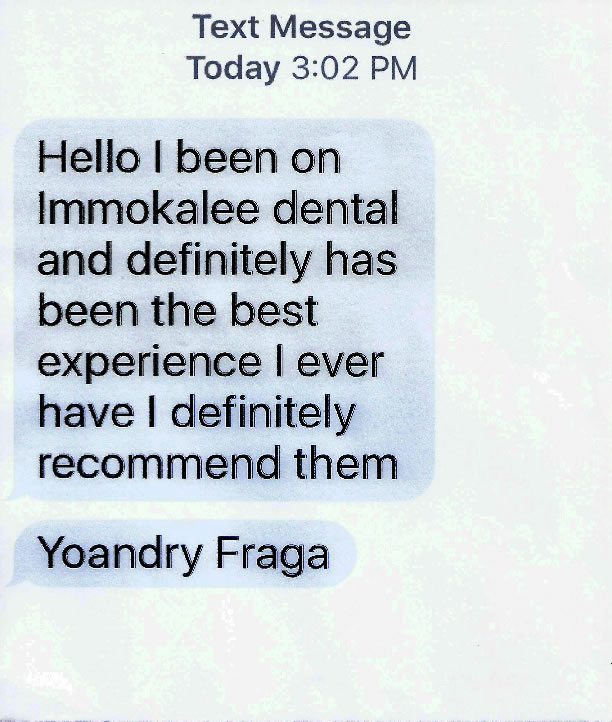 Text Message
Today 3:02 PM
Hello I been on
Immokalee dental
and definitely has
been the best
experience I ever
have I definitely
recommend them
Yoandry Fraga